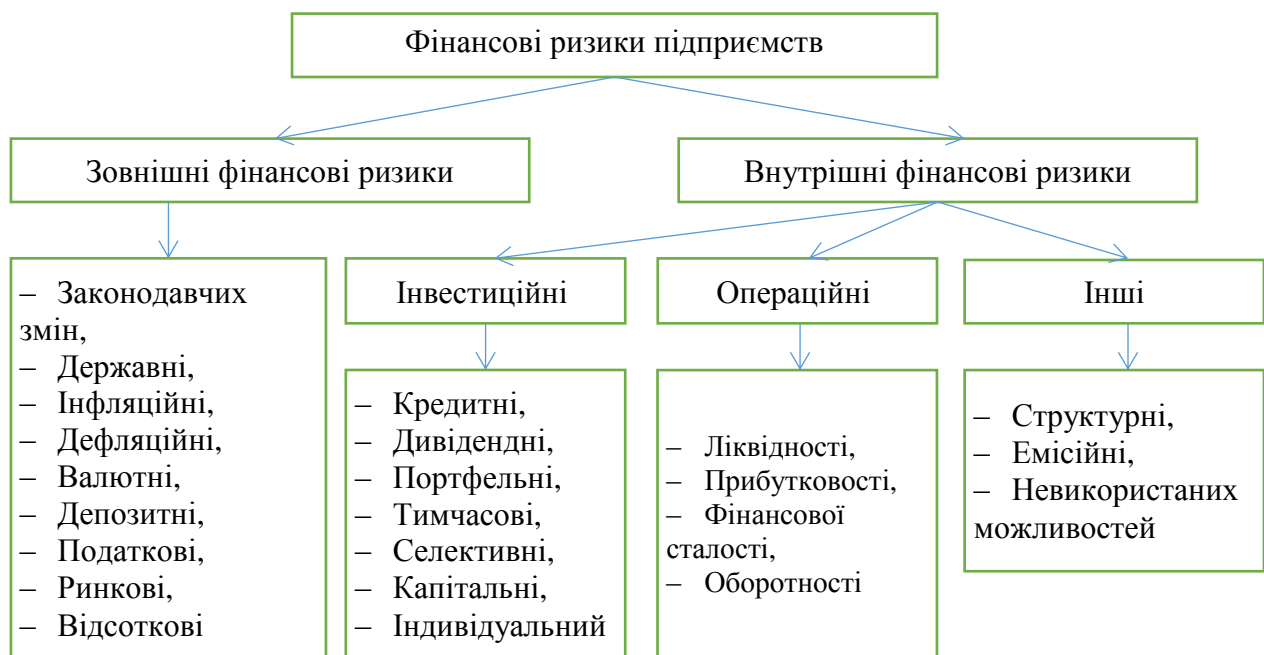 Фінансові ризики підприємств
Зовнішні фінансові ризики
Внутрішні фінансові ризики
– Законодавчих
змін,
– Державні,
– Інфляційні,
– Дефляційні,
– Валютні,
– Депозитні,
– Податкові,
– Ринкові,
– Відсоткові
Інвестиційні
– Кредитні,
– Дивідендні,
– Портфельні,
– Тимчасові,
– Селективні,
– Капітальні,
– Індивідуальний
Операційні
– Ліквідності,
– Прибутковості,
– Фінансової
сталості,
– Оборотності
Інші
– Структурні,
– Емісійні,
– Невикористаних
можливостей